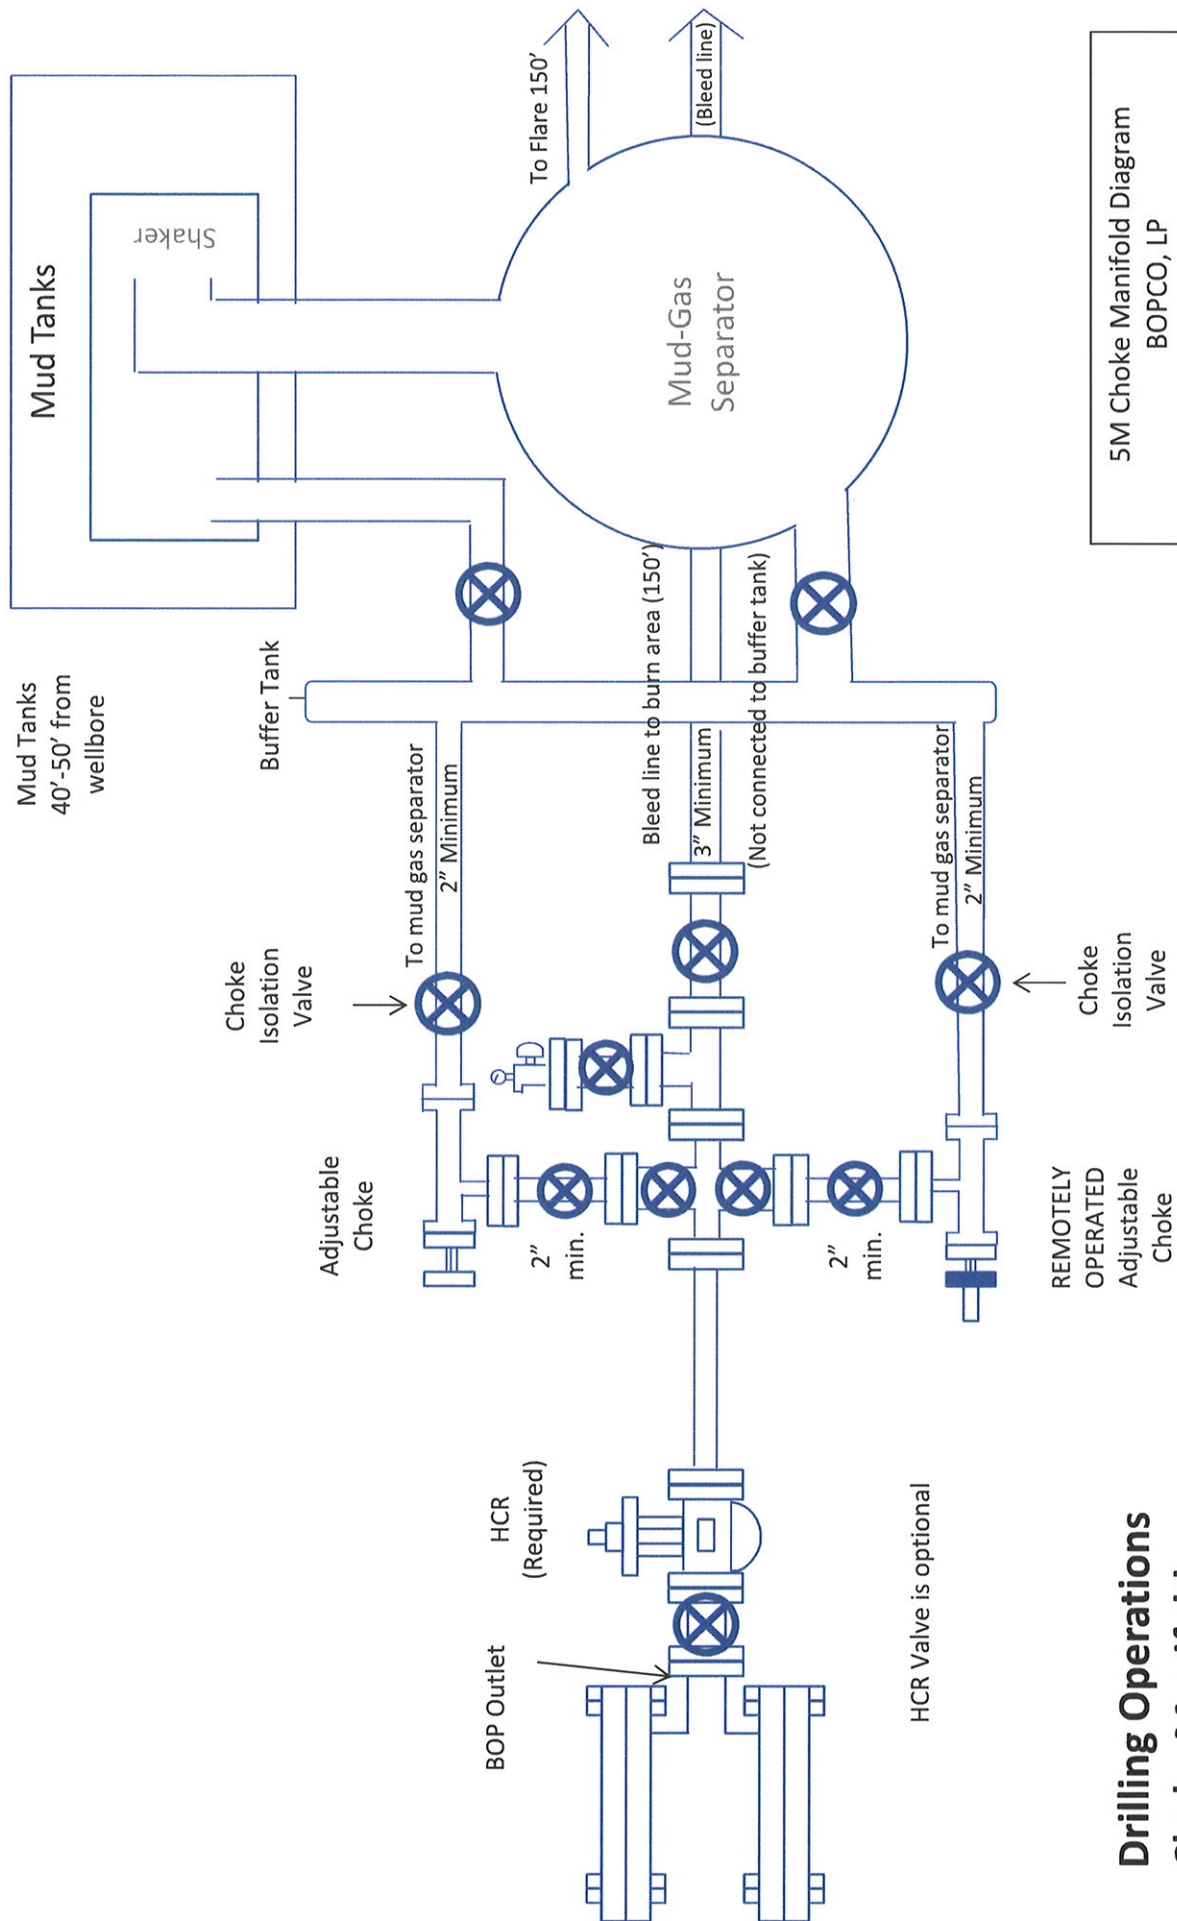 Mud Tanks
40'-50' from
wellbore
Mud Tanks
Shaker
Buffer Tank
To Flare 150'
(Bleed line)
Mud-Gas
Separator
Choke
Isolation
Valve
To mud gas separator
2” Minimum
Bleed line to burn area (150')
3” Minimum
(Not connected to buffer tank)
To mud gas separator
2” Minimum
Choke
Isolation
Valve
Adjustable
Choke
2”
min.
2”
min.
REMOTELY
OPERATED
Adjustable
Choke
HCR
(Required)
BOP Outlet
HCR Valve is optional
5M Choke Manifold Diagram
BOPCO, LP
Drilling Operations